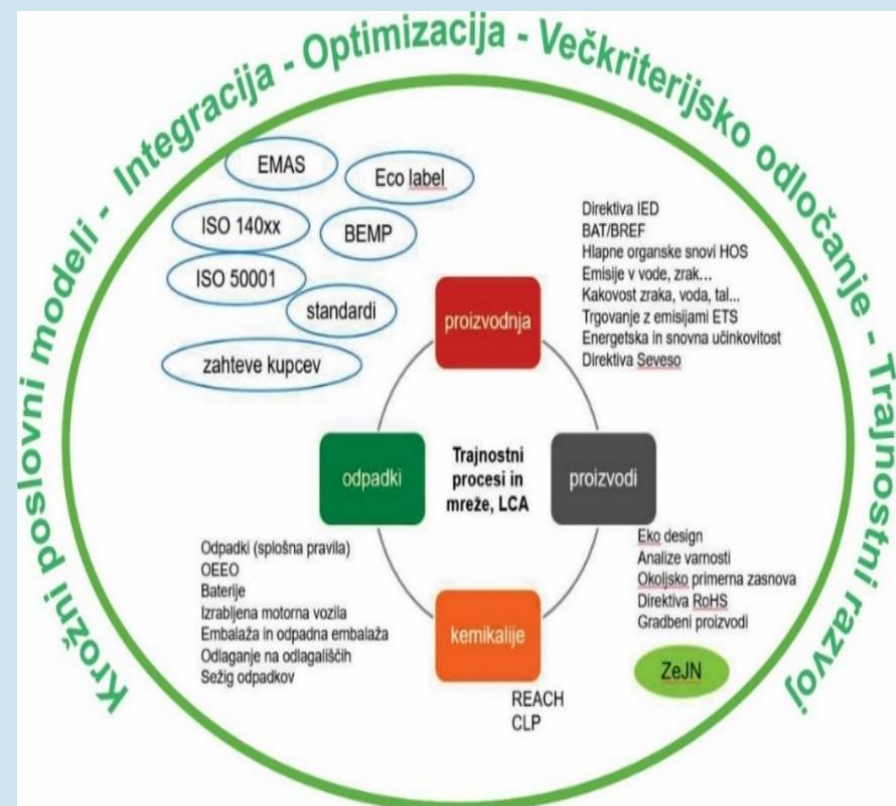 Krožni poslovni modeli - Integracija - Optimizacija - Večkriterijsko odločanje - Trajnostni razvoj
EMAS
Eco label
ISO 140xx
BEMP
ISO 50001
standardi
zahteve kupcev
Direktiva IED
BAT/BREF
Hlapne organske snovi HOS
Emisije v vode, zrak...
Kakovost zraka, voda, tal...
Trgovanje z emisijami ETS
Energetska in snovna učinkovitost
Direktiva Seveso
proizvodnja
odpadki
Trajnostni
procesi in
mreže, LCA
proizvodi
Odpadki (splošna pravila)
OEEO
Baterije
Izrabljena motorna vozila
Embalaža in odpadna embalaža
Odlaganje na odlagališčih
Sežig odpadkov
Eko design
Analize varnosti
Okoljsko primerna zasnova
Direktiva RoHS
Gradbeni proizvodi
kemikalije
ZeJN
REACH
CLP